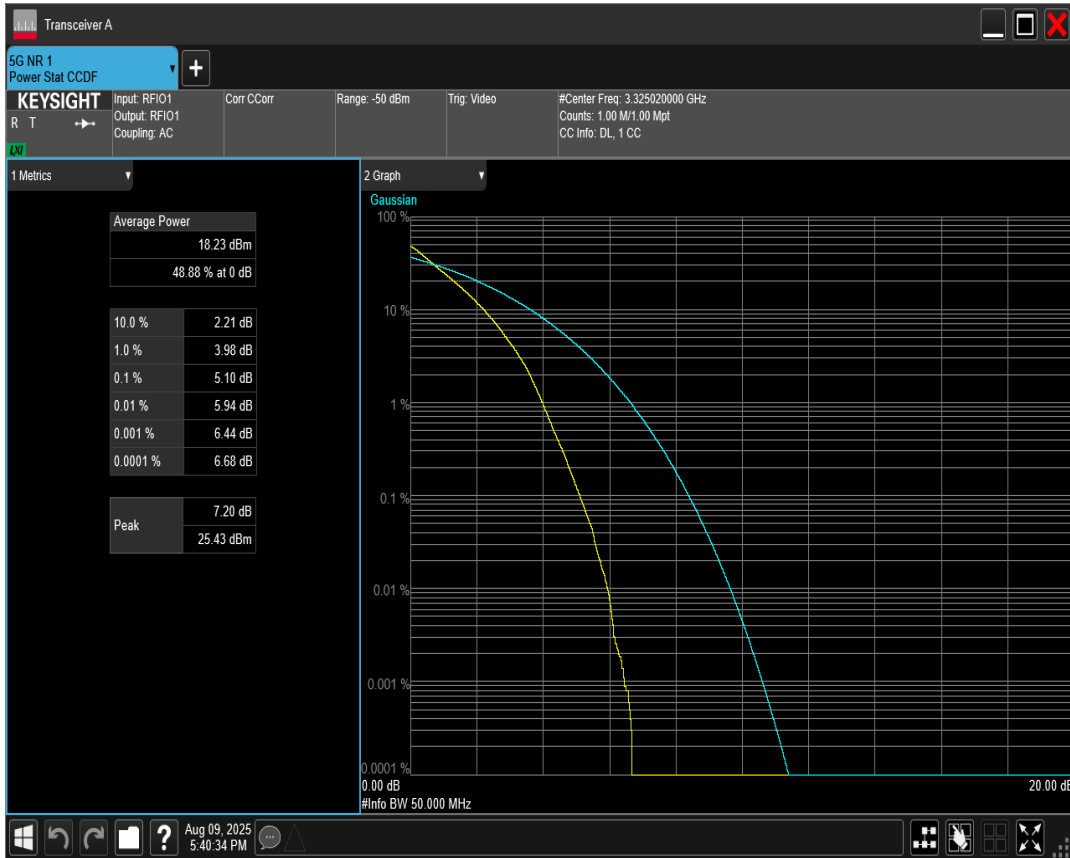 Transceiver A
5G NR 1
Power Stat CCDF
KEYSIGHT
R T
LXI
Input: RFIO1
Output: RFIO1
Coupling: AC
Corr CCorr
Range: -50 dBm
Trig: Video
#Center Freq: 3.325020000 GHz
Counts: 1.00 M/1.00 Mpt
CC Info: DL, 1 CC
1 Metrics
Average Power
18.23 dBm
48.88 % at 0 dB
10.0 % 2.21 dB
1.0 % 3.98 dB
0.1 % 5.10 dB
0.01 % 5.94 dB
0.001 % 6.44 dB
0.0001 % 6.68 dB
Peak
7.20 dB
25.43 dBm
2 Graph
Gaussian
100 %
10 %
1 %
0.1 %
0.01 %
0.001 %
0.0001 %
0.00 dB 20.00 dB
#Info BW 50.000 MHz
?
Aug 09, 2025
5:40:34 PM